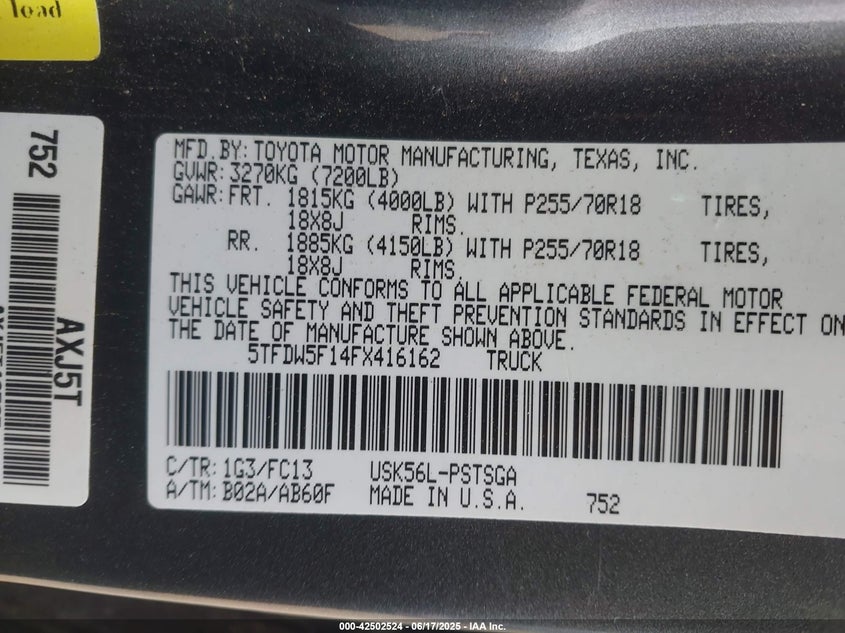 load
752
AXJ5T
MFD.BY:TOYOTA MOTOR MANUFACTURING, TEXAS, INC.
GVWR:3270KG (7200LB)
GAWR:FRT. 1815KG (4000LB) WITH P255/70R18 TIRES,
18X8J RIMS.
RR. 1885KG (4150LB) WITH P255/70R18 TIRES,
18X8J RIMS.
THIS VEHICLE CONFORMS TO ALL APPLICABLE FEDERAL MOTOR
VEHICLE SAFETY AND THEFT PREVENTION STANDARDS IN EFFECT ON
THE DATE OF MANUFACTURE SHOWN ABOVE.
5TFDW5F14FX416162 TRUCK
C/TR:1G3/FC13 USK56L-PSTSGA
A/TM:B02A/AB60F MADE IN U.S.A. 752
000-42502524 - 06/17/2025 - IAA Inc.